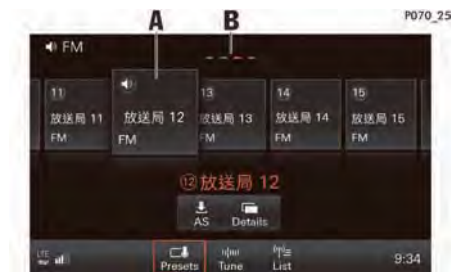 A B P070_25
FM
11 13 14 15
放送局 11 放送局 12 放送局 13 放送局 14 放送局 15
FM FM FM FM FM
⑫放送局 12
AS Details
LTE Presets Tune List 9:34